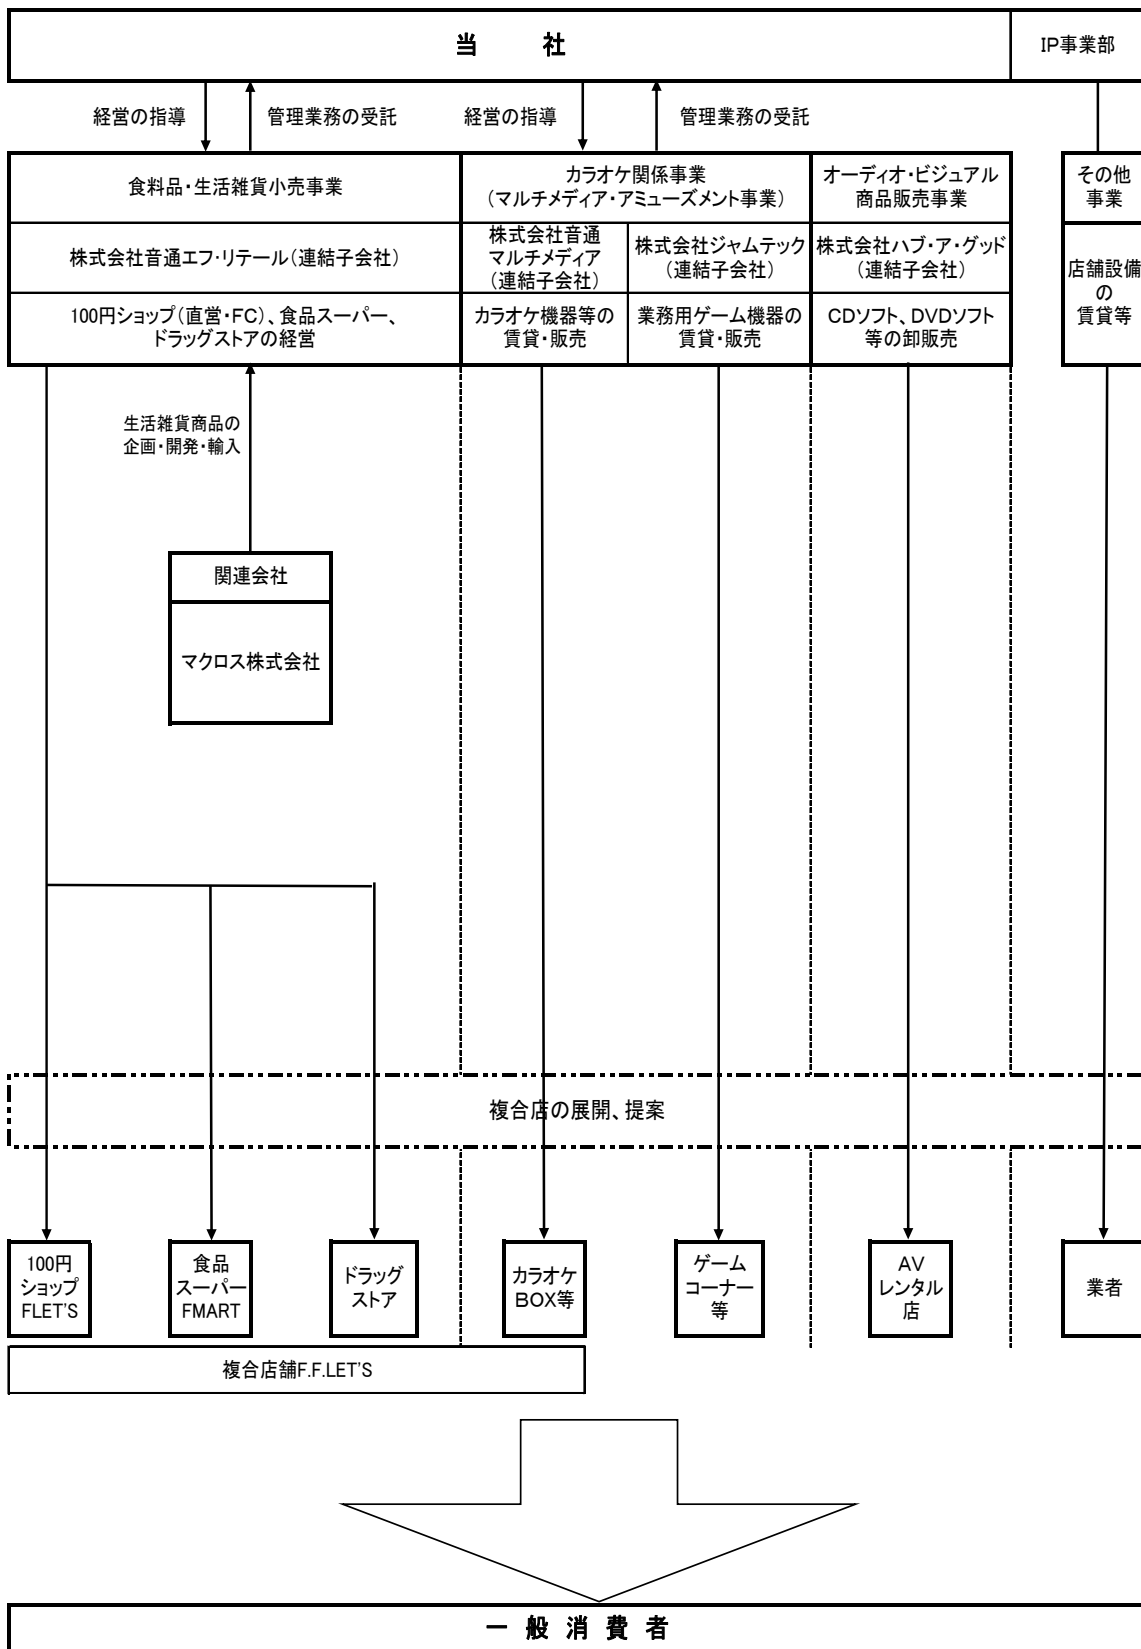 当　　社
IP事業部
経営の指導
管理業務の受託
経営の指導
管理業務の受託
食料品・生活雑貨小売事業
カラオケ関係事業
（マルチメディア・アミューズメント事業）
オーディオ・ビジュアル
商品販売事業
その他
事業
株式会社音通エフ・リテール（連結子会社）
株式会社音通
マルチメディア
（連結子会社）
株式会社ジャムテック
（連結子会社）
株式会社ハブ・ア・グッド
（連結子会社）
店舗設備
の
賃貸等
100円ショップ（直営・FC）、食品スーパー、
ドラッグストアの経営
カラオケ機器等の
賃貸・販売
業務用ゲーム機器の
賃貸・販売
CDソフト、DVDソフト
等の卸販売
生活雑貨商品の
企画・開発・輸入
関連会社
マクロス株式会社
複合店の展開、提案
100円
ショップ
FLET'S
食品
スーパー
FMART
ドラッグ
ストア
カラオケ
BOX等
ゲーム
コーナー
等
AV
レンタル
店
業者
複合店舗F.F.LET'S
一 般 消 費 者